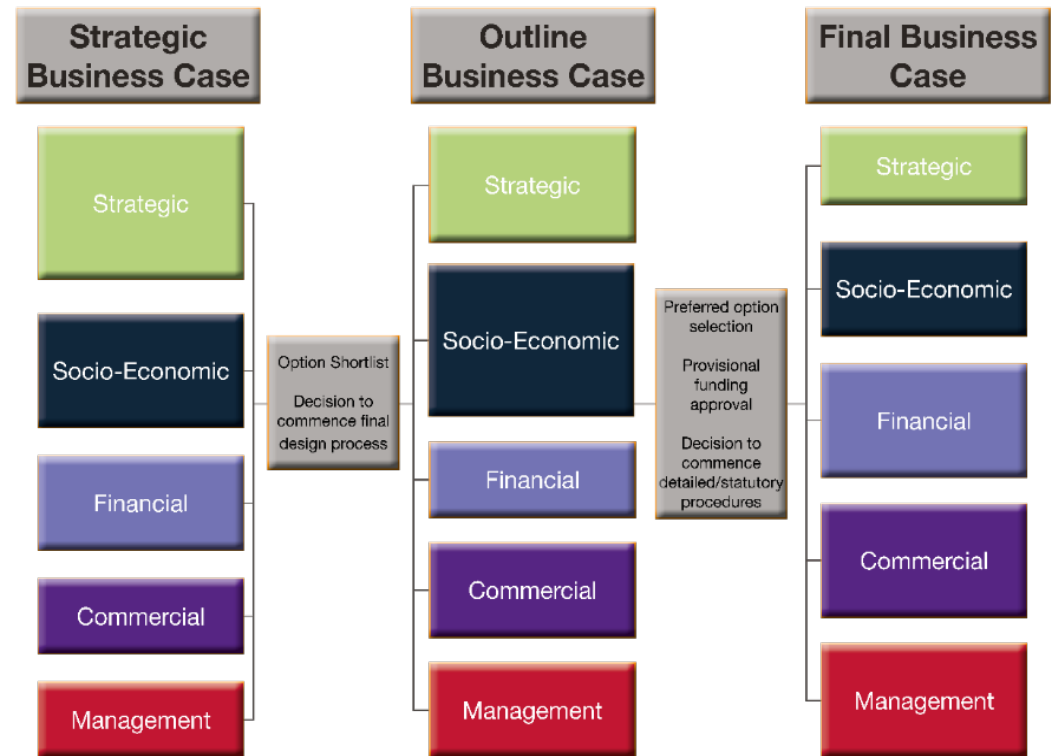 Strategic
Business Case
Strategic
Socio-Economic
Financial
Commercial
Management
Option Shortlist
Decision to
commence final
design process
Outline
Business Case
Strategic
Socio-Economic
Financial
Commercial
Management
Preferred option
selection
Provisional
funding
approval
Decision to
commence
detailed/statutory
procedures
Final Business
Case
Strategic
Socio-Economic
Financial
Commercial
Management